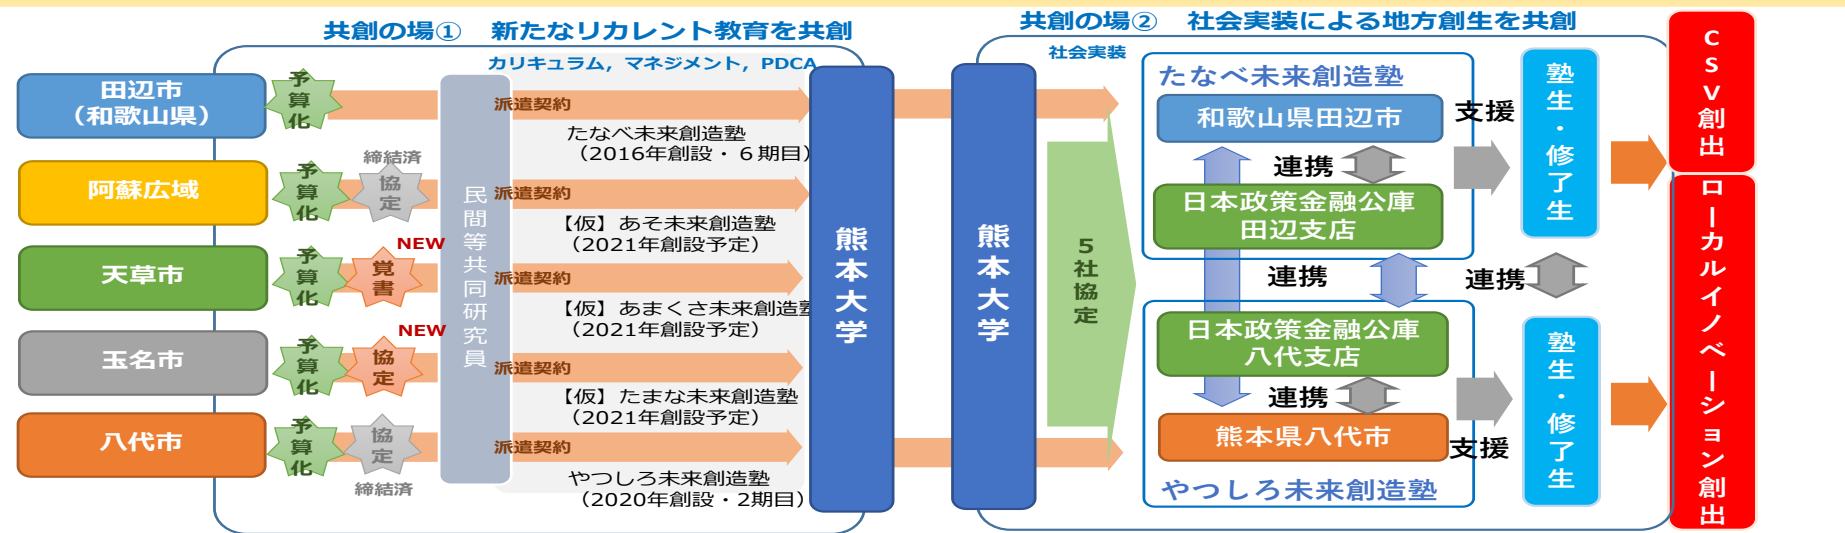 共創の場① 新たなリカレント教育を共創
カリキュラム，マネジメント，PDCA
田辺市
（和歌山県）
予算化
派遣契約
たなべ未来創造塾
（2016年創設・６期目）
阿蘇広域
予算化
締結済
協定
派遣契約
【仮】あそ未来創造塾
（2021年創設予定）
天草市
予算化
NEW
覚書
派遣契約
【仮】あまくさ未来創造塾
（2021年創設予定）
玉名市
予算化
NEW
協定
派遣契約
【仮】たまな未来創造塾
（2021年創設予定）
八代市
予算化
協定
締結済
派遣契約
やつしろ未来創造塾
（2020年創設・2期目）
民間等共同研究員
熊本大学
共創の場② 社会実装による地方創生を共創
社会実装
熊本大学
５社協定
たなべ未来創造塾
和歌山県田辺市
連携
日本政策金融公庫
田辺支店
支援
塾生・修了生
連携
連携
日本政策金融公庫
八代支店
連携
熊本県八代市
やつしろ未来創造塾
支援
塾生・修了生
CSV創出
ローカルイノベーション創出